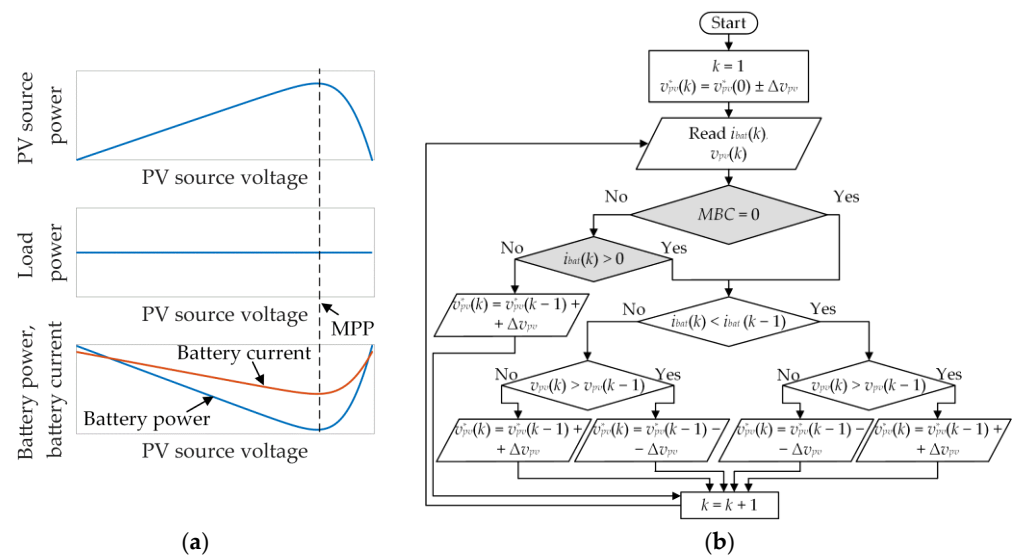 PV source
power
PV source voltage
Load
power
PV source voltage
MPP
Battery power,
battery current
Battery current
Battery power
PV source voltage
(a)
Start
k = 1
v*pv(k) = v*pv(0) ± Δvpv
Read ibat(k),
vpv(k)
No
Yes
MBC = 0
No
Yes
ibat(k) > 0
v*pv(k) = v*pv(k − 1) +
+ Δvpv
No
Yes
ibat(k) < ibat (k − 1)
No
Yes
vpv(k) > vpv(k − 1)
No
Yes
vpv(k) > vpv(k − 1)
v*pv(k) = v*pv(k − 1) +
+ Δvpv
v*pv(k) = v*pv(k − 1) −
− Δvpv
v*pv(k) = v*pv(k − 1) −
− Δvpv
v*pv(k) = v*pv(k − 1) +
+ Δvpv
k = k + 1
(b)